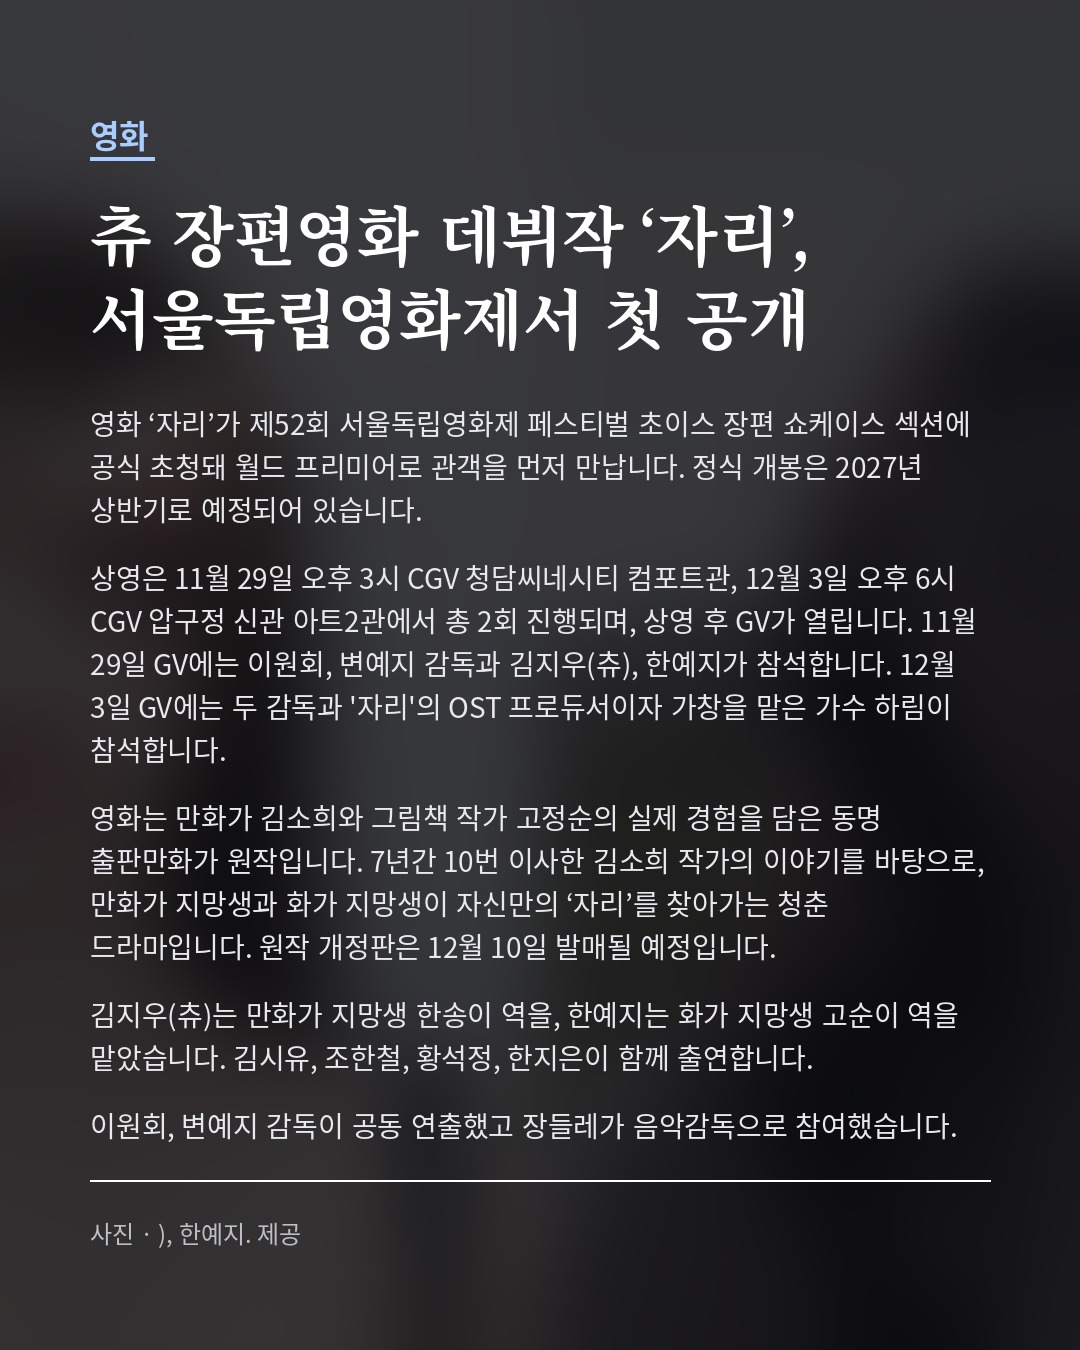 영화
츄 장편영화 데뷔작 ‘자리’,
서울독립영화제서 첫 공개
영화 ‘자리’가 제52회 서울독립영화제 페스티벌 초이스 장편 쇼케이스 섹션에
공식 초청돼 월드 프리미어로 관객을 먼저 만납니다. 정식 개봉은 2027년
상반기로 예정되어 있습니다.
상영은 11월 29일 오후 3시 CGV 청담씨네시티 컴포트관, 12월 3일 오후 6시
CGV 압구정 신관 아트2관에서 총 2회 진행되며, 상영 후 GV가 열립니다. 11월
29일 GV에는 이원회, 변예지 감독과 김지우(츄), 한예지가 참석합니다. 12월
3일 GV에는 두 감독과 '자리'의 OST 프로듀서이자 가창을 맡은 가수 하림이
참석합니다.
영화는 만화가 김소희와 그림책 작가 고정순의 실제 경험을 담은 동명
출판만화가 원작입니다. 7년간 10번 이사한 김소희 작가의 이야기를 바탕으로,
만화가 지망생과 화가 지망생이 자신만의 ‘자리’를 찾아가는 청춘
드라마입니다. 원작 개정판은 12월 10일 발매될 예정입니다.
김지우(츄)는 만화가 지망생 한송이 역을, 한예지는 화가 지망생 고순이 역을
맡았습니다. 김시유, 조한철, 황석정, 한지은이 함께 출연합니다.
이원회, 변예지 감독이 공동 연출했고 장들레가 음악감독으로 참여했습니다.
사진 · ), 한예지. 제공